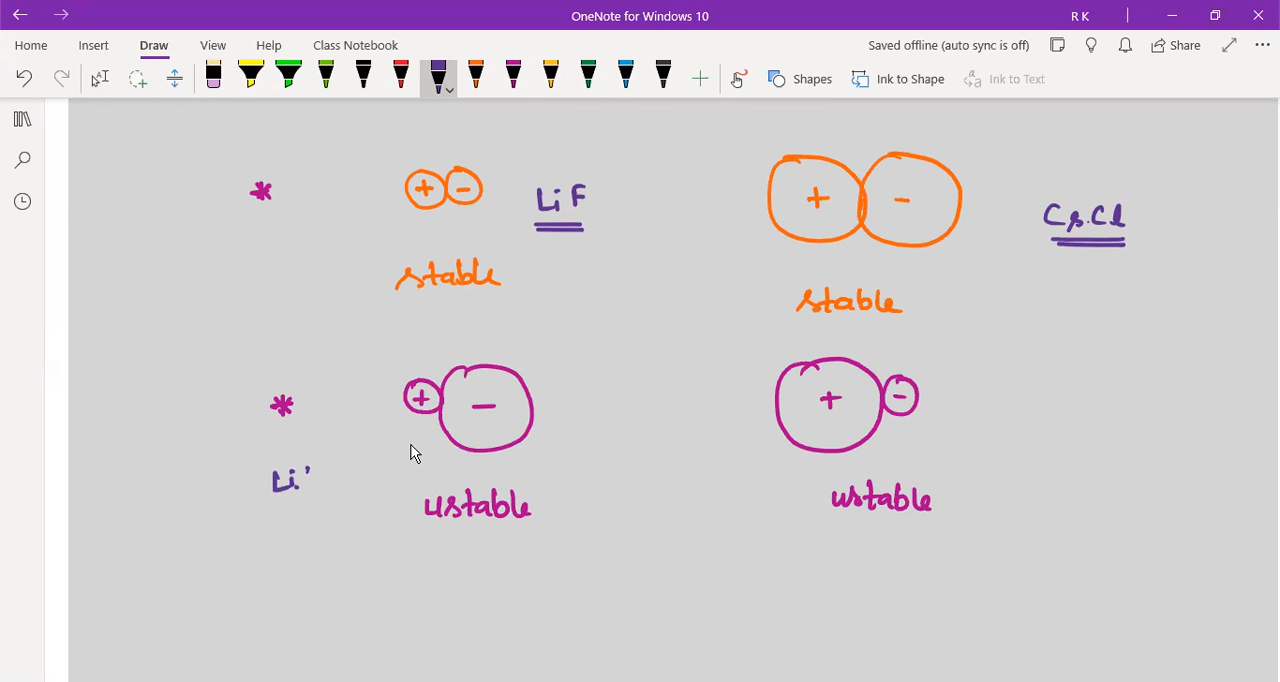 OneNote for Windows 10
R K
Home Insert Draw View Help Class Notebook
Saved offline (auto sync is off)
Share
Shapes
Ink to Shape
Ink to Text
* + - LiF + - CsCl
stable stable
* + - + -
Li'
ustable ustable